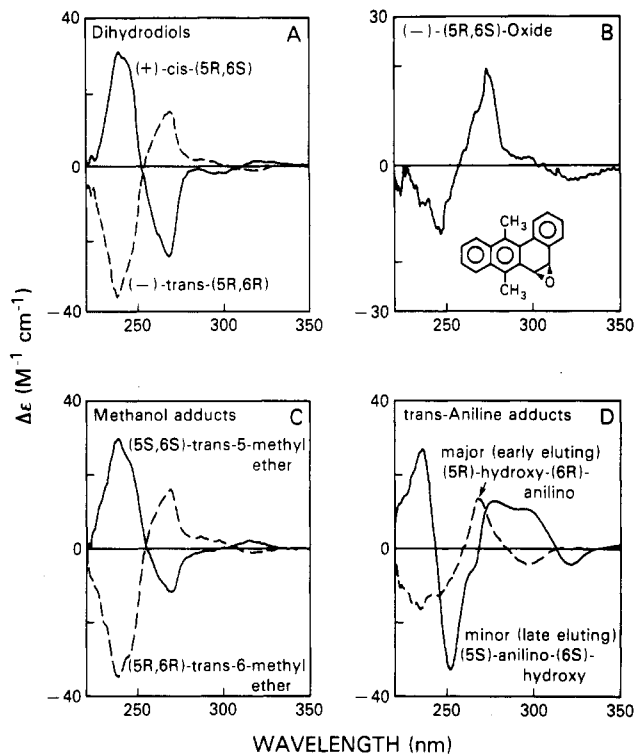 Dihydrodiols
A
(+)-cis-(5R,6S)
(-)-trans-(5R,6R)
40
0
-40
250
300
350
B
(-)-(5R,6S)-Oxide
30
0
-30
CH3
O
CH3
250
300
350
Δε (M-1 cm-1)
Methanol adducts
C
(5S,6S)-trans-5-methyl
ether
(5R,6R)-trans-6-methyl
ether
40
0
-40
250
300
350
trans-Aniline adducts
D
major (early eluting)
(5R)-hydroxy-(6R)-
anilino
minor (late eluting)
(5S)-anilino-(6S)-
hydroxy
40
0
-40
250
300
350
WAVELENGTH (nm)